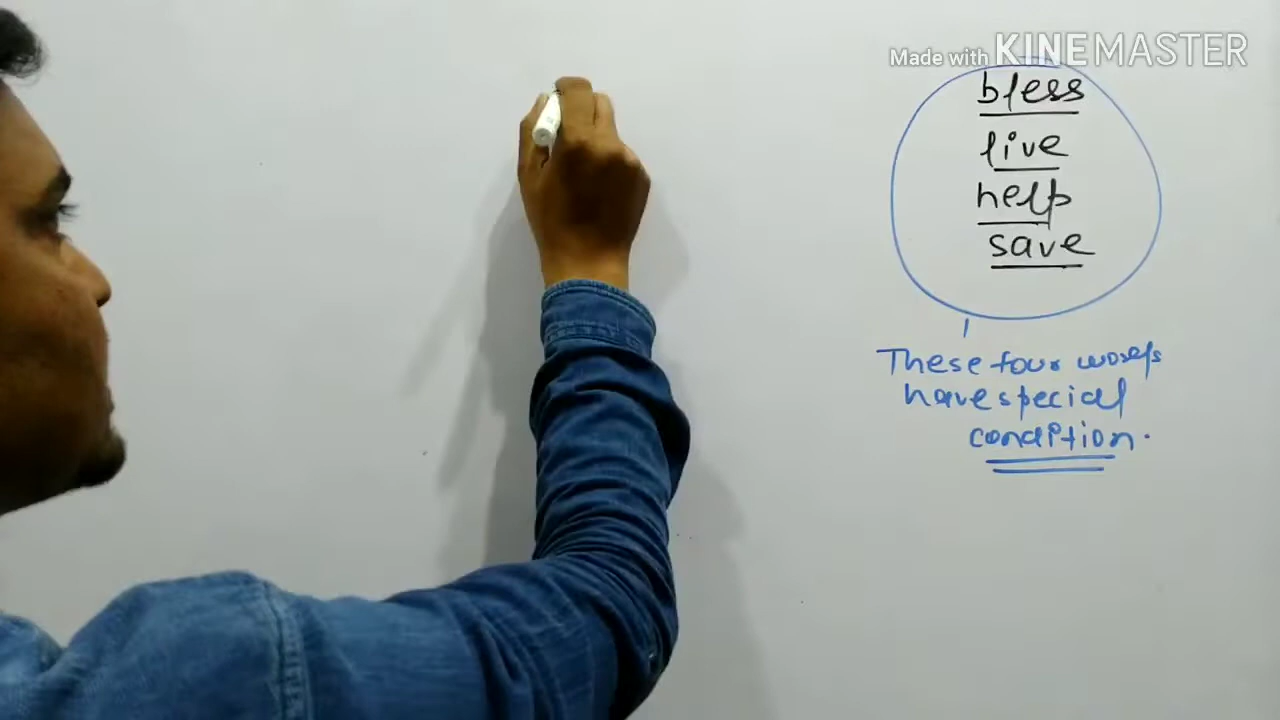 Made with KINEMASTER
bless
live
help
save
These four words
have special
condition.